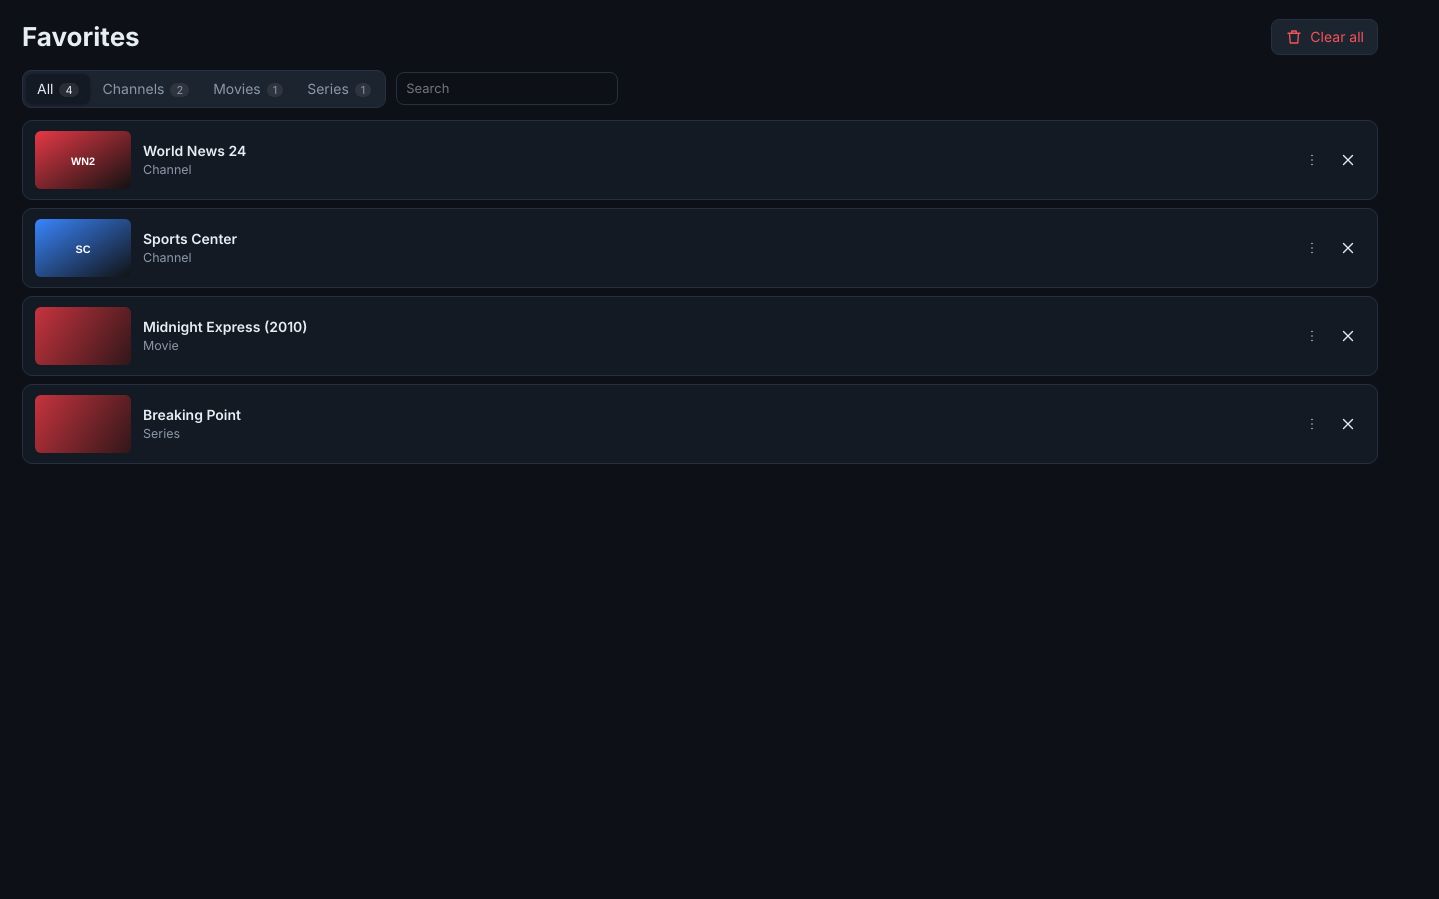 Favorites
Clear all
All 4 Channels 2 Movies 1 Series 1
Search
WN2
World News 24
Channel
SC
Sports Center
Channel
Midnight Express (2010)
Movie
Breaking Point
Series